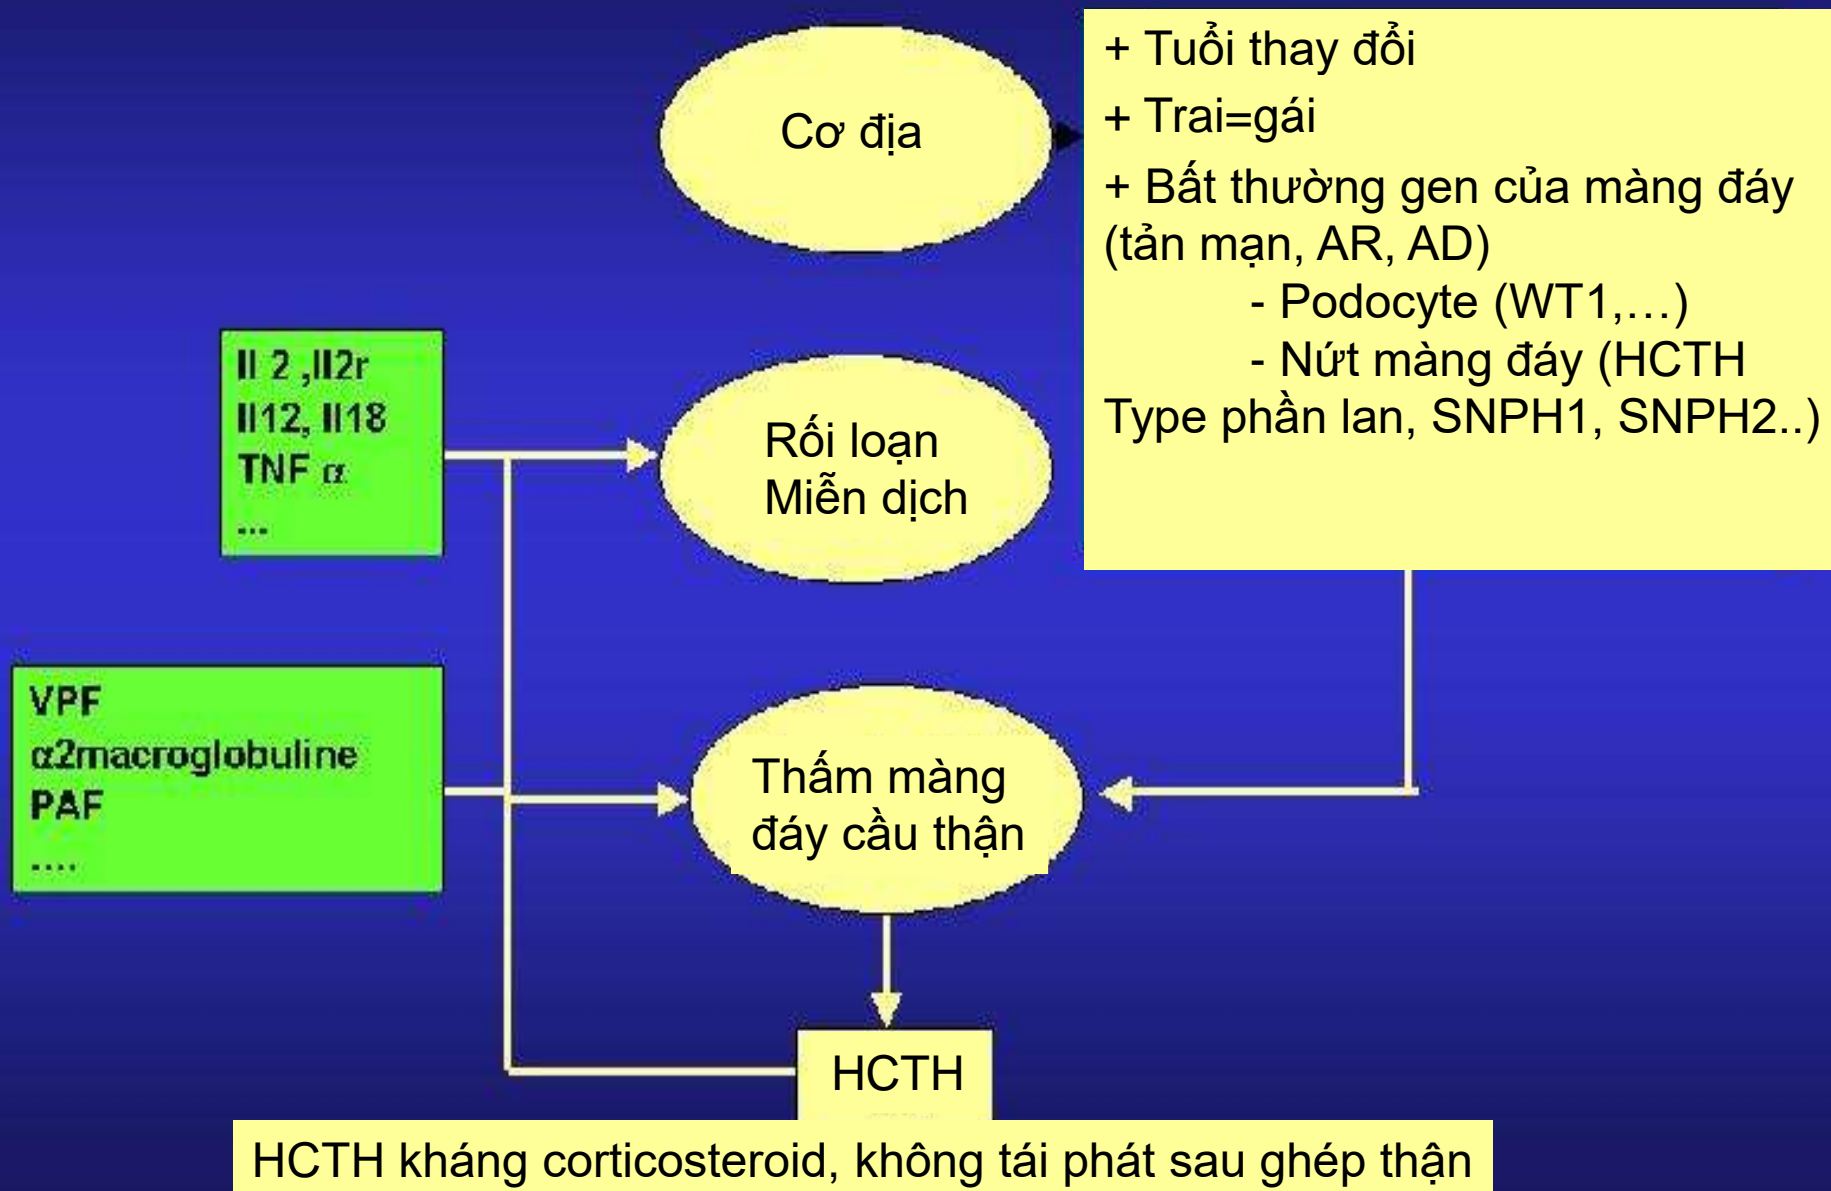 Cơ địa
+ Tuổi thay đổi
+ Trai=gái
+ Bất thường gen của màng đáy
(tản mạn, AR, AD)
- Podocyte (WT1,…)
- Nứt màng đáy (HCTH
Type phần lan, SNPH1, SNPH2..)
Il 2 ,Il2r
Il12, Il18
TNF α
...
Rối loạn
Miễn dịch
VPF
α2macroglobuline
PAF
....
Thấm màng
đáy cầu thận
HCTH
HCTH kháng corticosteroid, không tái phát sau ghép thận